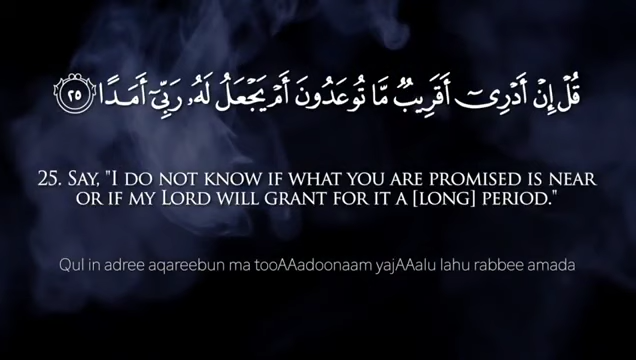 قُلْ إِنْ أَدْرِىٓ أَقَرِيبٌ مَّا تُوعَدُونَ أَمْ يَجْعَلُ لَهُۥ رَبِّىٓ أَمَدًا ٢٥
25. Say, "I do not know if what you are promised is near
or if my Lord will grant for it a [long] period."
Qul in adree aqareebun ma tooAAadoonaam yajAAalu lahu rabbee amada